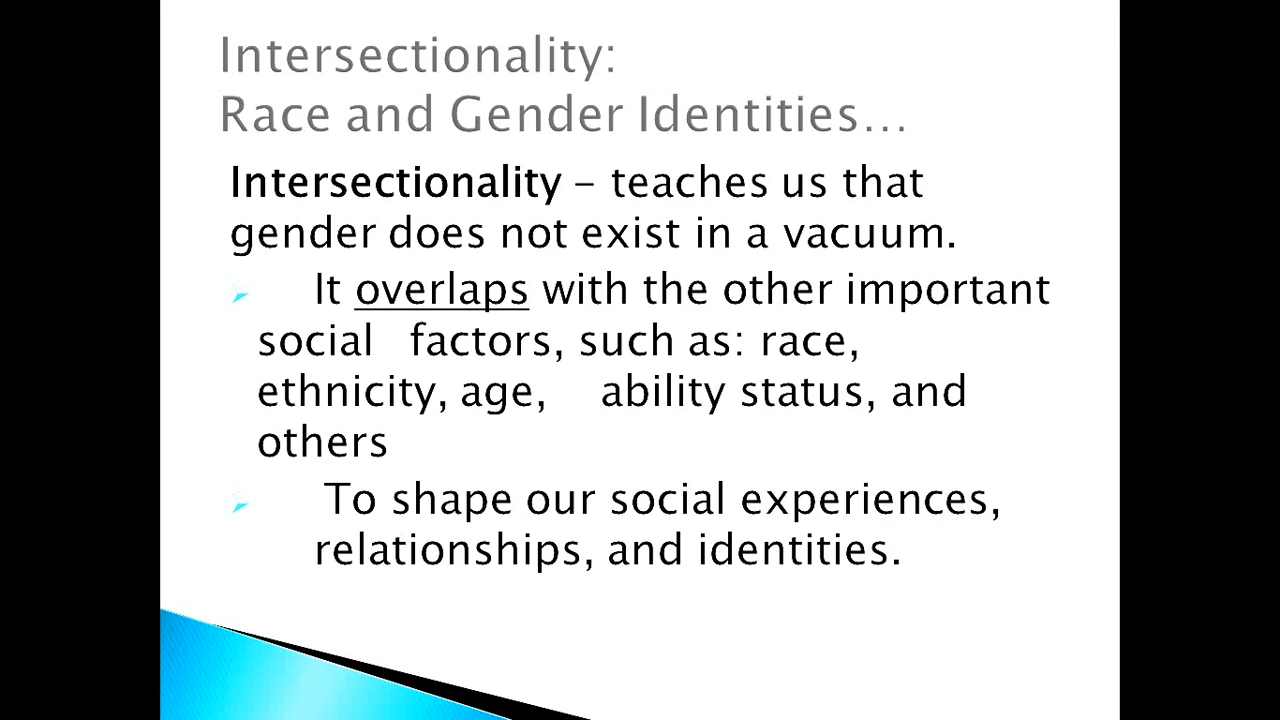 Intersectionality:
Race and Gender Identities...
Intersectionality – teaches us that
gender does not exist in a vacuum.
It overlaps with the other important
social factors, such as: race,
ethnicity, age, ability status, and
others
To shape our social experiences,
relationships, and identities.